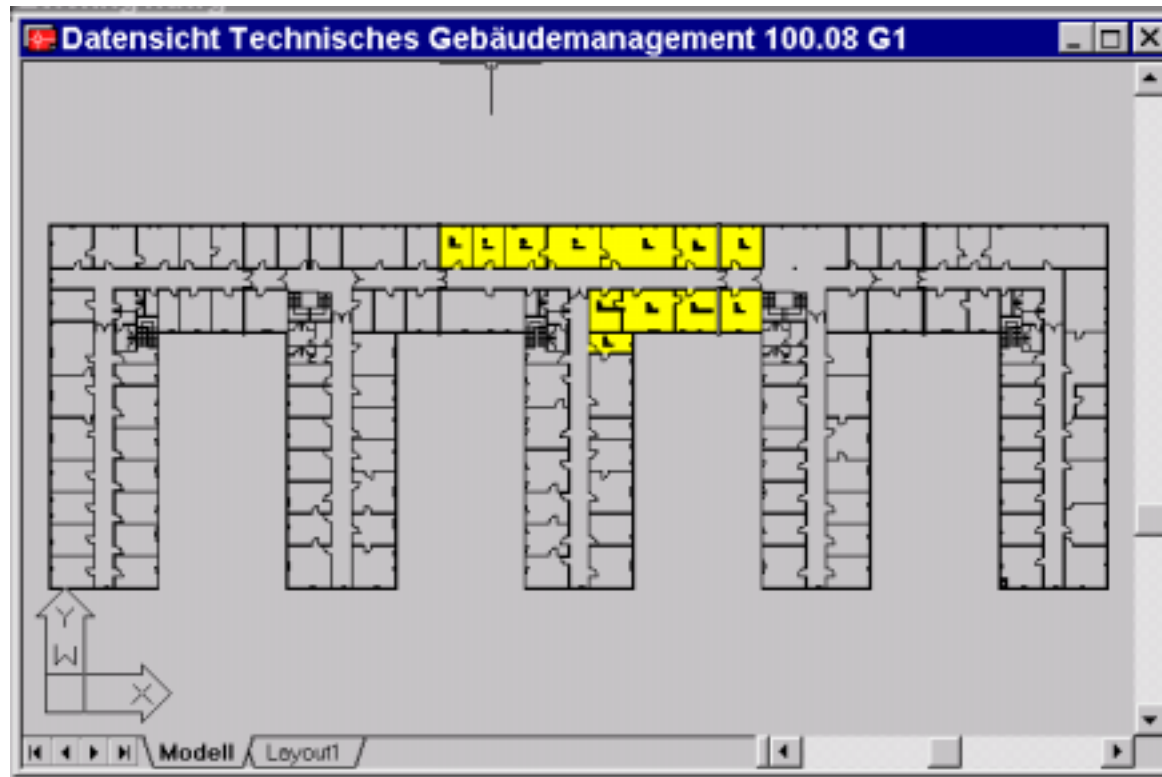 Datensicht Technisches Gebäudemanagement 100.08 G1
Y
W
X
Modell Layout1